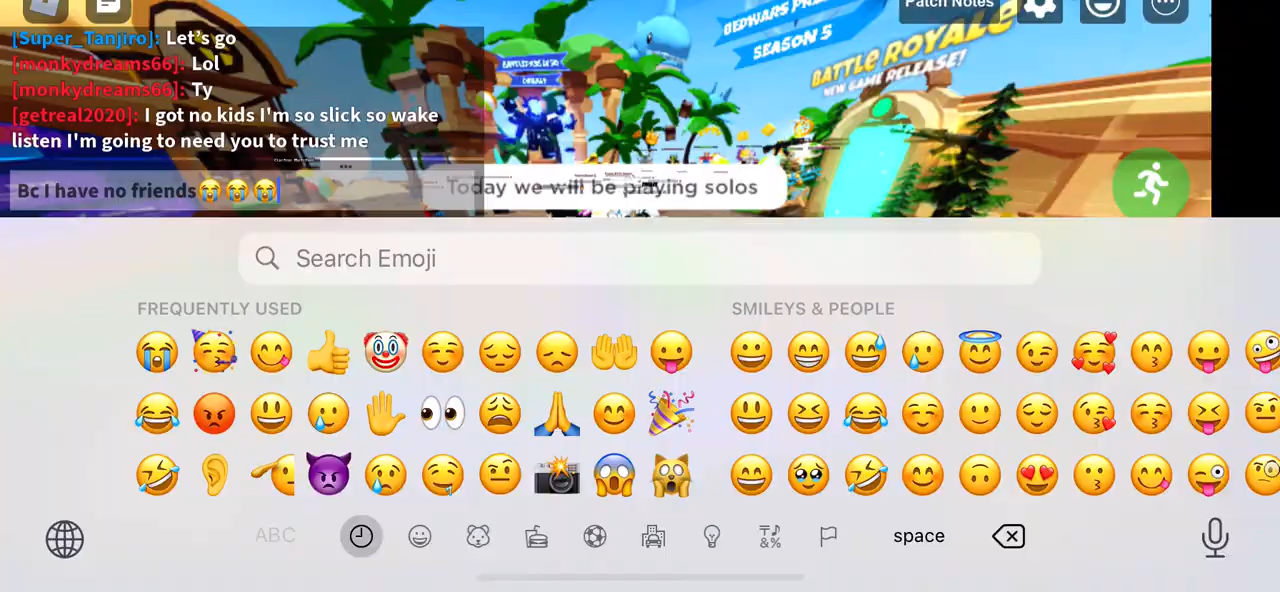 Patch Notes
BEDWARS
SEASON 5
BATTLE ROYALE
NEW GAME RELEASE!
[Super_Tanjiro]: Let's go
[monkydreams66]: Lol
[monkydreams66]: Ty
[getreal2020]: I got no kids I'm so slick so wake
listen I'm going to need you to trust me
Bc I have no friends😭😭😭
Today we will be playing solos
Search Emoji
FREQUENTLY USED
SMILEYS & PEOPLE
ABC
space